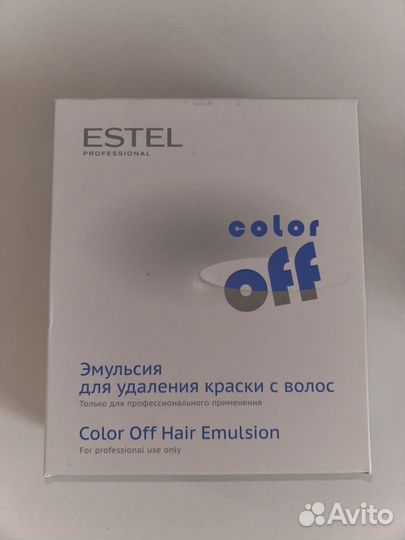 ESTEL
PROFESSIONAL
color
off
Эмульсия
для удаления краски с волос
Только для профессионального применения
Color Off Hair Emulsion
For professional use only
Avito